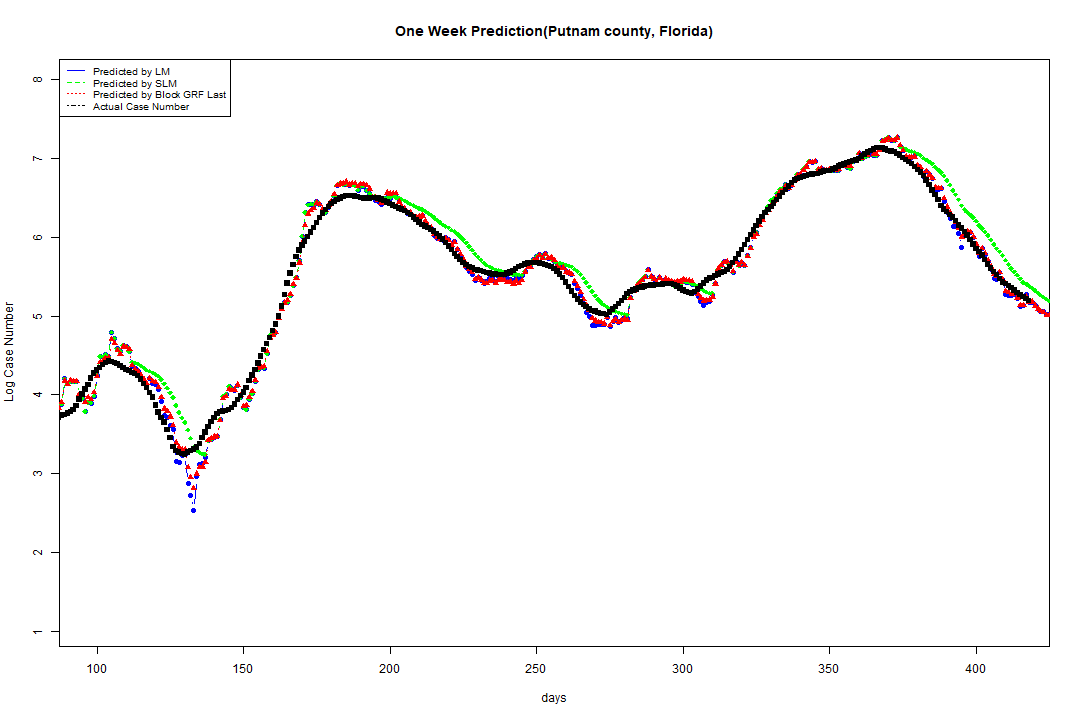 One Week Prediction(Putnam county, Florida)
Predicted by LM
Predicted by SLM
Predicted by Block GRF Last
Actual Case Number
8
7
6
5
4
3
2
1
Log Case Number
100 150 200 250 300 350 400
days